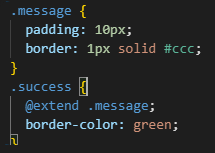 .message {
  padding: 10px;
  border: 1px solid #ccc;
}
.success {
  @extend .message;
  border-color: green;
}